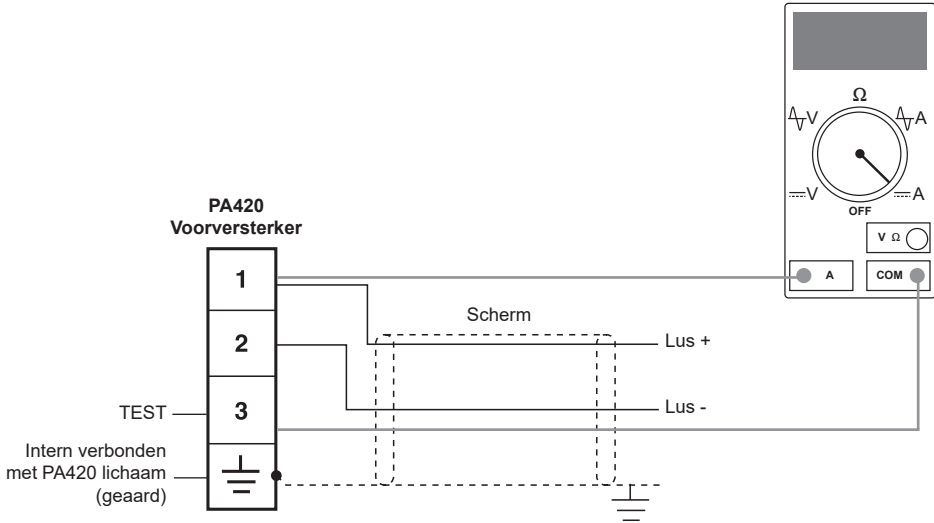 Ω
V
A
V
A
OFF
V Ω
A
COM
PA420
Voorversterker
1
2
3
Scherm
Lus +
Lus -
TEST
Intern verbonden
met PA420 lichaam
(geaard)